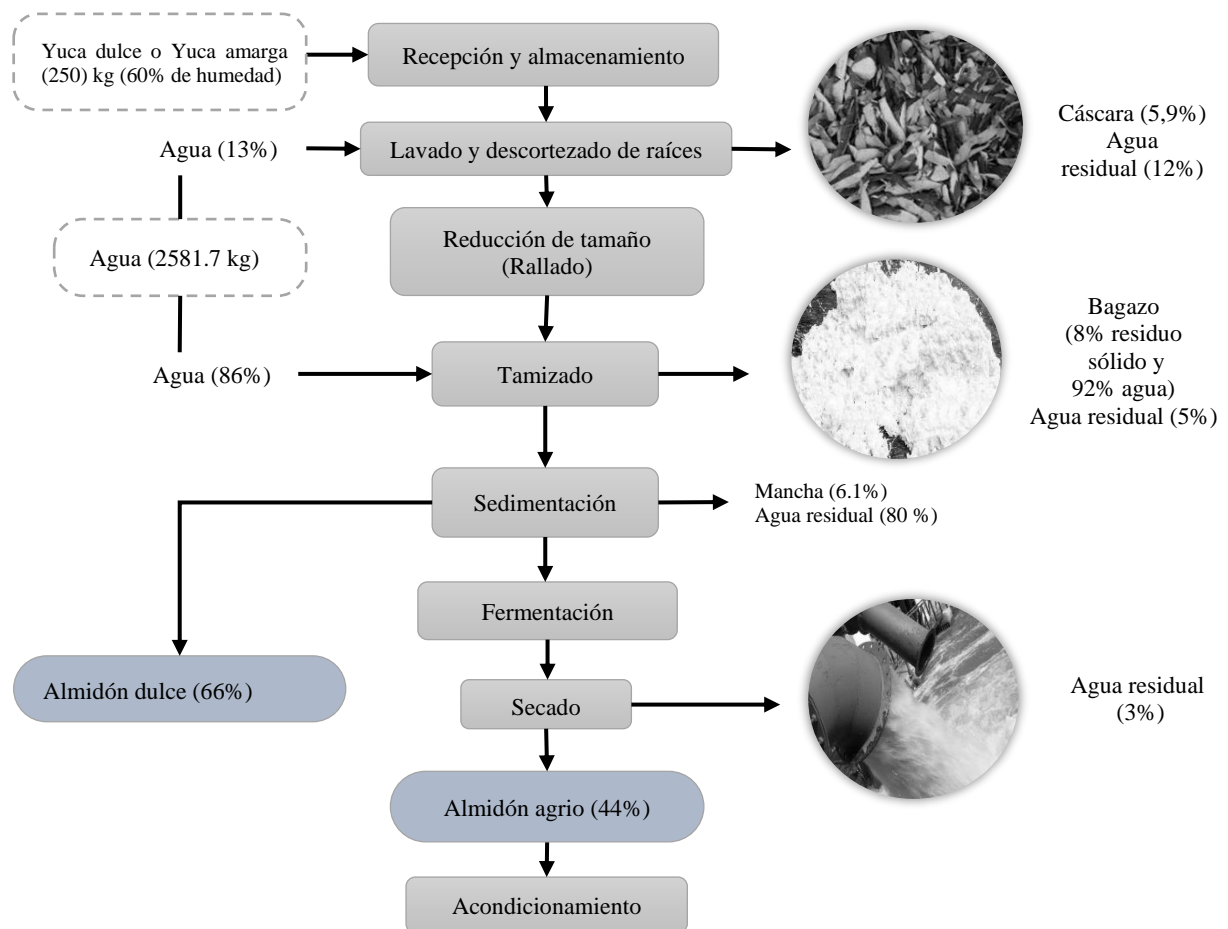 Yuca dulce o Yuca amarga
(250) kg (60% de humedad)
Recepción y almacenamiento
Agua (13%)
Lavado y descortezado de raíces
Cáscara (5,9%)
Agua
residual (12%)
Agua (2581.7 kg)
Reducción de tamaño
(Rallado)
Agua (86%)
Tamizado
Bagazo
(8% residuo
sólido y
92% agua)
Agua residual (5%)
Sedimentación
Mancha (6.1%)
Agua residual (80 %)
Fermentación
Almidón dulce (66%)
Secado
Agua residual
(3%)
Almidón agrio (44%)
Acondicionamiento